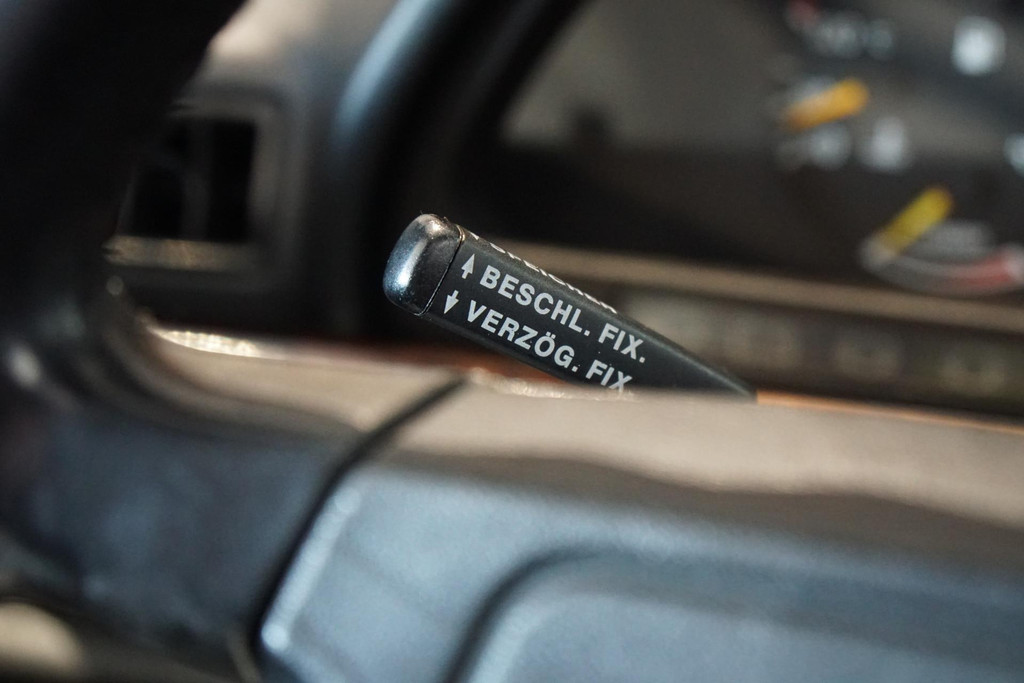 ↑ BESCHL. FIX.
↓ VERZÖG. FIX